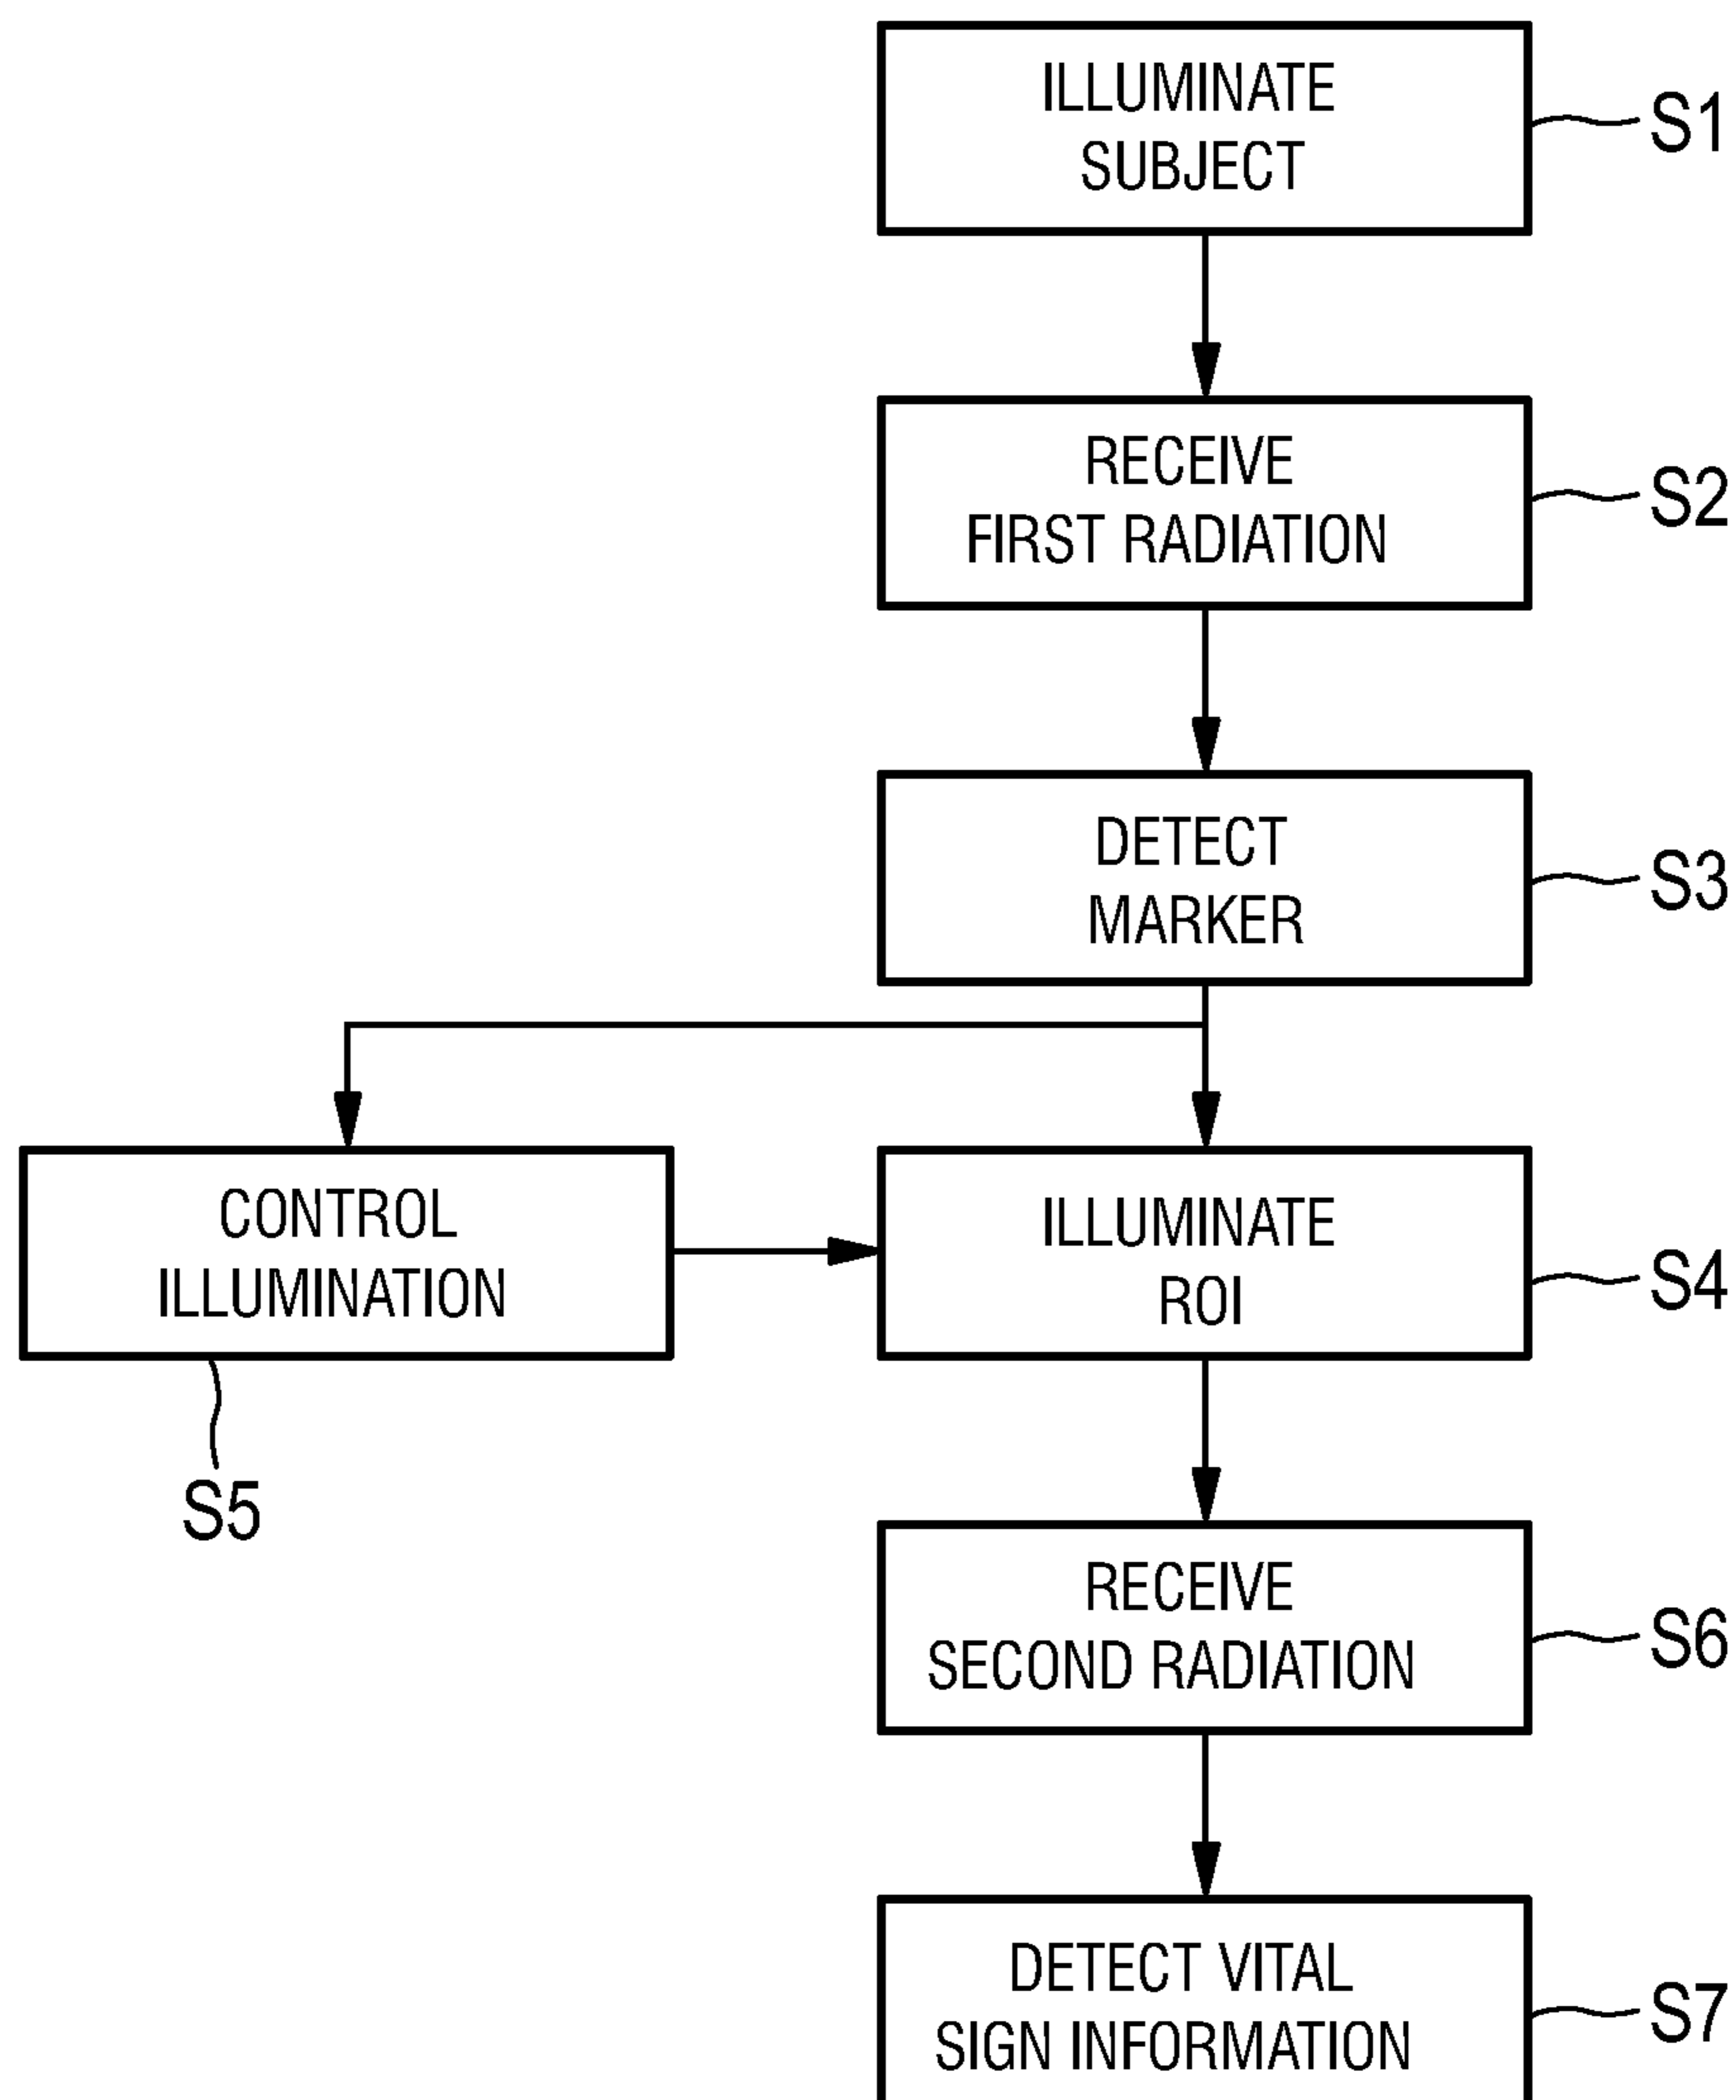 ILLUMINATE
SUBJECT
S1
RECEIVE
FIRST RADIATION
S2
DETECT
MARKER
S3
CONTROL
ILLUMINATION
S5
ILLUMINATE
ROI
S4
RECEIVE
SECOND RADIATION
S6
DETECT VITAL
SIGN INFORMATION
S7